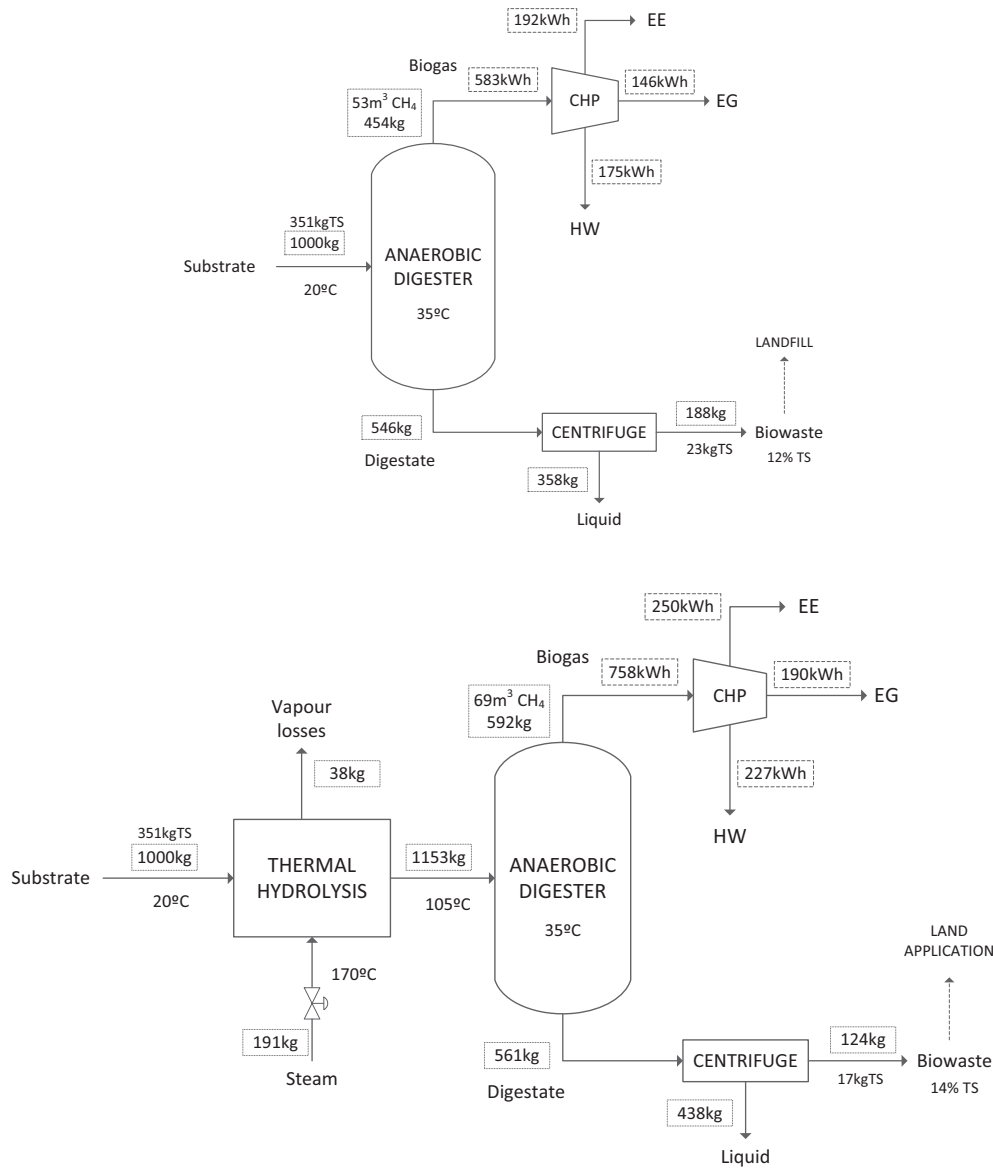 192kWh
EE
Biogas
583kWh
146kWh
53m³ CH₄
454kg
CHP
EG
175kWh
HW
351kgTS
1000kg
Substrate
20ºC
ANAEROBIC
DIGESTER
35ºC
LANDFILL
546kg
Digestate
CENTRIFUGE
188kg
23kgTS
Biowaste
12% TS
358kg
Liquid
250kWh
EE
Biogas
758kWh
190kWh
69m³ CH₄
592kg
CHP
EG
227kWh
HW
Vapour
losses
38kg
351kgTS
1000kg
Substrate
20ºC
THERMAL
HYDROLYSIS
1153kg
105ºC
ANAEROBIC
DIGESTER
35ºC
170ºC
191kg
Steam
LAND
APPLICATION
561kg
Digestate
CENTRIFUGE
124kg
17kgTS
Biowaste
14% TS
438kg
Liquid